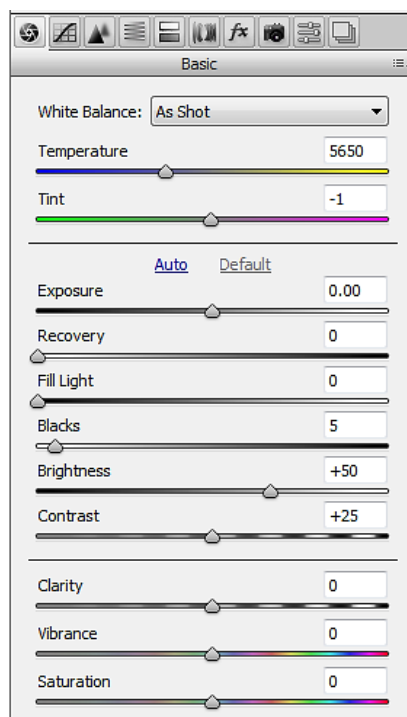 fx
Basic
White Balance: As Shot
Temperature 5650
Tint -1
Auto Default
Exposure 0.00
Recovery 0
Fill Light 0
Blacks 5
Brightness +50
Contrast +25
Clarity 0
Vibrance 0
Saturation 0